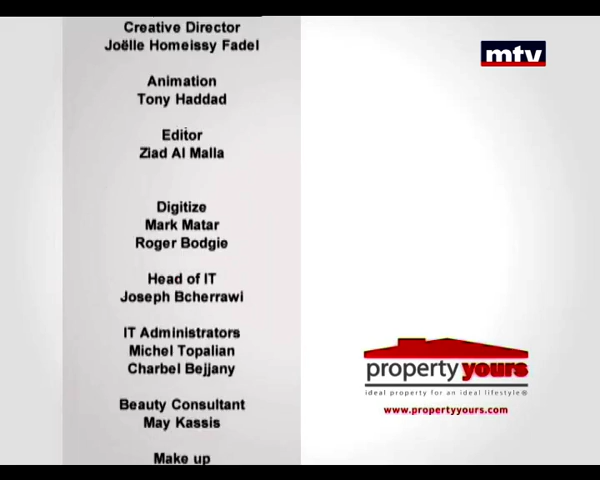 Creative Director
Joëlle Homeissy Fadel
Animation
Tony Haddad
Editor
Ziad Al Malla
Digitize
Mark Matar
Roger Bodgie
Head of IT
Joseph Bcherrawi
IT Administrators
Michel Topalian
Charbel Bejjany
Beauty Consultant
May Kassis
Make up
mtv
property yours
ideal property for an ideal lifestyle®
www.propertyyours.com